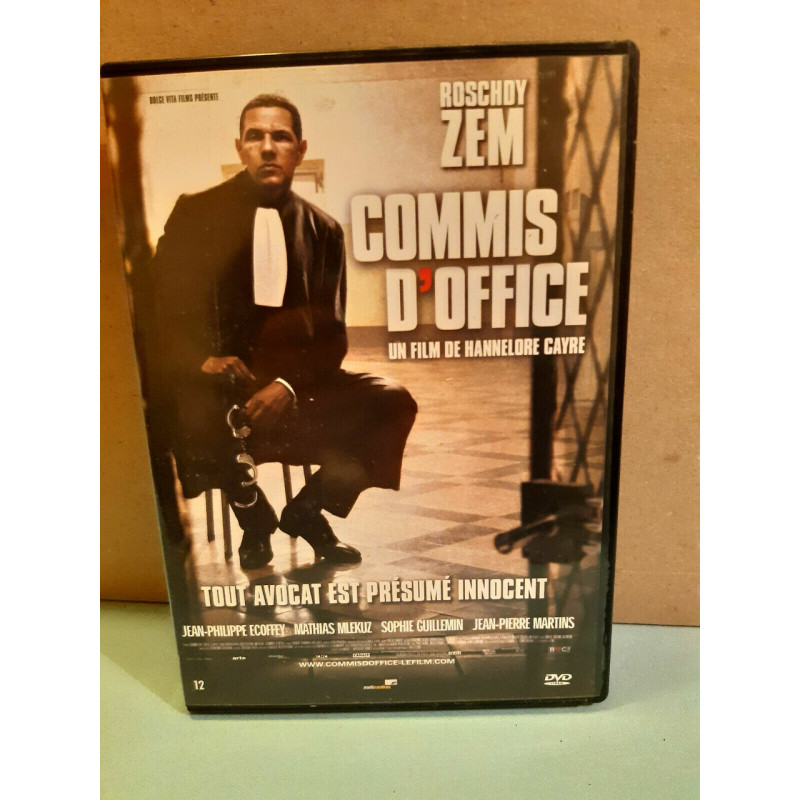 DOLCE VITA FILMS PRÉSENTE
ROSCHDY
ZEM
COMMIS
D'OFFICE
UN FILM DE HANNELORE CAYRE
TOUT AVOCAT EST PRÉSUMÉ INNOCENT
JEAN-PHILIPPE ECOFFEY MATHIAS MLEKUZ SOPHIE GUILLEMIN JEAN-PIERRE MARTINS
arte
WWW.COMMISDOFFICE-LEFILM.COM
12
DVD